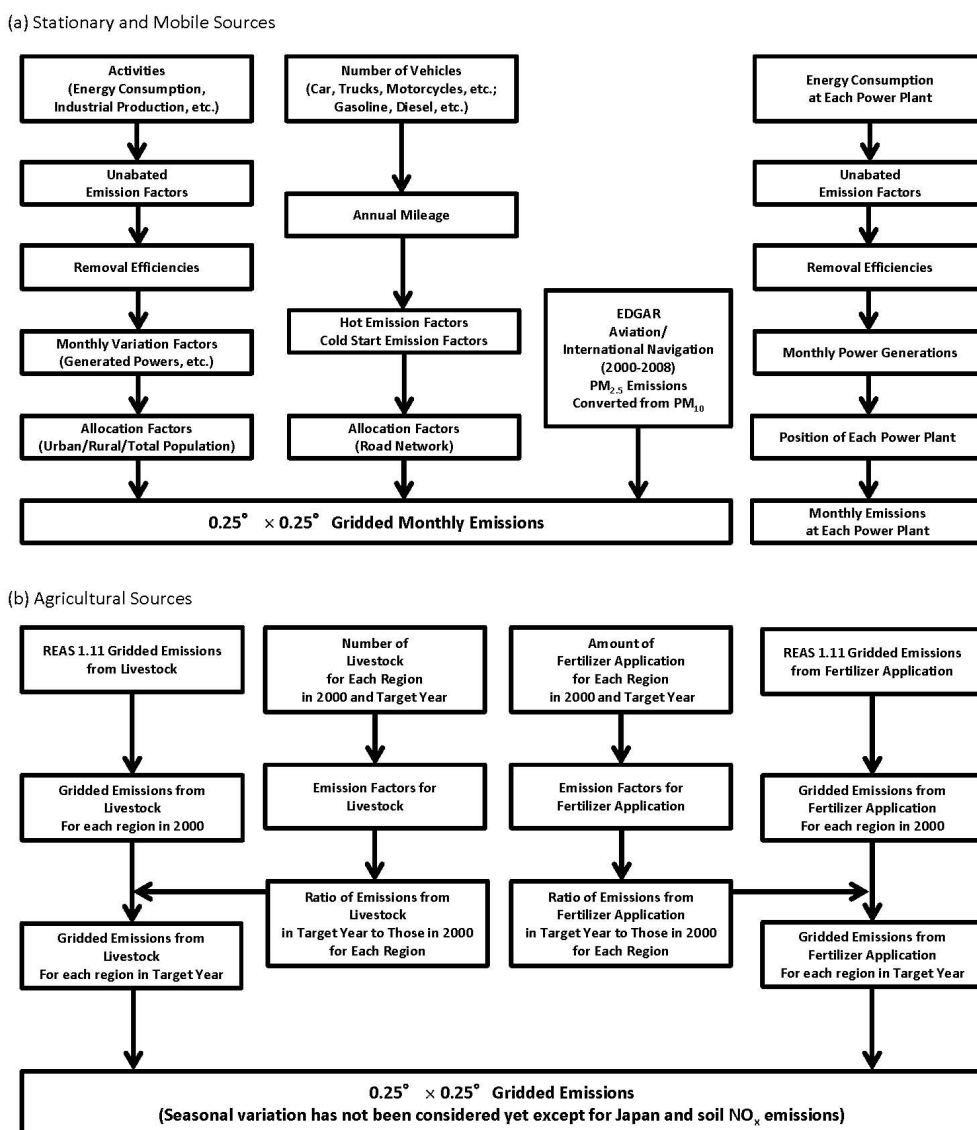 (a) Stationary and Mobile Sources
Activities
(Energy Consumption,
Industrial Production, etc.)
Unabated
Emission Factors
Removal Efficiencies
Monthly Variation Factors
(Generated Powers, etc.)
Allocation Factors
(Urban/Rural/Total Population)
Number of Vehicles
(Car, Trucks, Motorcycles, etc.;
Gasoline, Diesel, etc.)
Annual Mileage
Hot Emission Factors
Cold Start Emission Factors
Allocation Factors
(Road Network)
EDGAR
Aviation/
International Navigation
(2000-2008)
PM2.5 Emissions
Converted from PM10
0.25° × 0.25° Gridded Monthly Emissions
Energy Consumption
at Each Power Plant
Unabated
Emission Factors
Removal Efficiencies
Monthly Power Generations
Position of Each Power Plant
Monthly Emissions
at Each Power Plant
(b) Agricultural Sources
REAS 1.11 Gridded Emissions
from Livestock
Gridded Emissions from
Livestock
For each region in 2000
Gridded Emissions from
Livestock
For each region in Target Year
Number of
Livestock
for Each Region
in 2000 and Target Year
Emission Factors for
Livestock
Ratio of Emissions from
Livestock
in Target Year to Those in 2000
for Each Region
Amount of
Fertilizer Application
for Each Region
in 2000 and Target Year
Emission Factors for
Fertilizer Application
Ratio of Emissions from
Fertilizer Application
in Target Year to Those in 2000
for Each Region
REAS 1.11 Gridded Emissions
from Fertilizer Application
Gridded Emissions from
Fertilizer Application
For each region in 2000
Gridded Emissions from
Fertilizer Application
For each region in Target Year
0.25° × 0.25° Gridded Emissions
(Seasonal variation has not been considered yet except for Japan and soil NOx emissions)